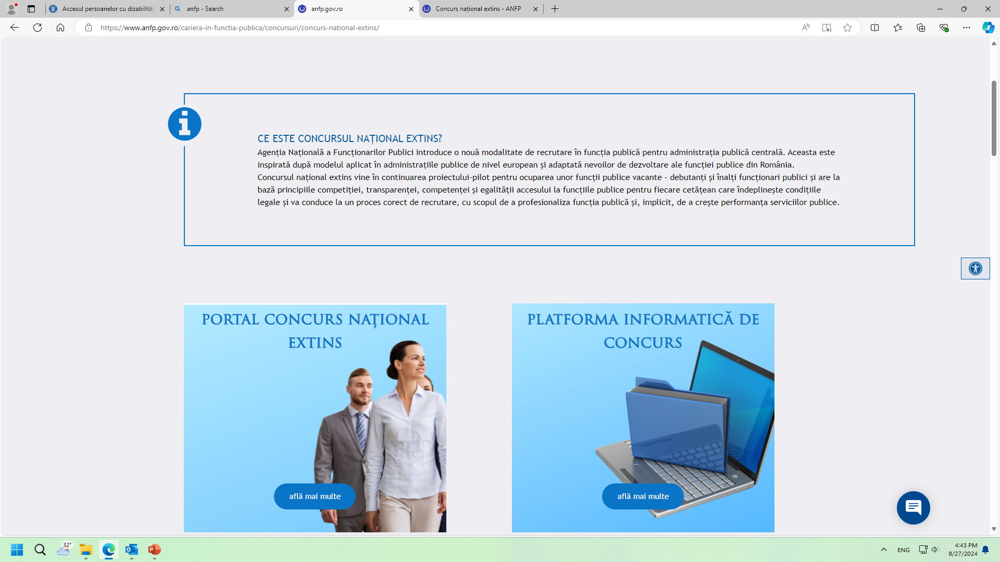 Accesul persoanelor cu dizabilităț
anfp - Search
anfp.gov.ro
Concurs național extins - ANFP
https://www.anfp.gov.ro/cariera-in-functia-publica/concursuri/concurs-national-extins/
CE ESTE CONCURSUL NAȚIONAL EXTINS?
Agenția Națională a Funcționarilor Publici introduce o nouă modalitate de recrutare în funcția publică pentru administrația publică centrală. Aceasta este
inspirată după modelul aplicat în administrațiile publice de nivel european și adaptată nevoilor de dezvoltare ale funcției publice din România.
Concursul național extins vine în continuarea proiectului-pilot pentru ocuparea unor funcții publice vacante - debutanți și înalți funcționari publici și are la
bază principiile competiției, transparenței, competenței și egalității accesului la funcțiile publice pentru fiecare cetățean care îndeplinește condițiile
legale și va conduce la un proces corect de recrutare, cu scopul de a profesionaliza funcția publică și, implicit, de a crește performanța serviciilor publice.
PORTAL CONCURS NAȚIONAL
EXTINS
află mai multe
PLATFORMA INFORMATICĂ DE
CONCURS
află mai multe
32°
ENG
4:43 PM
8/27/2024